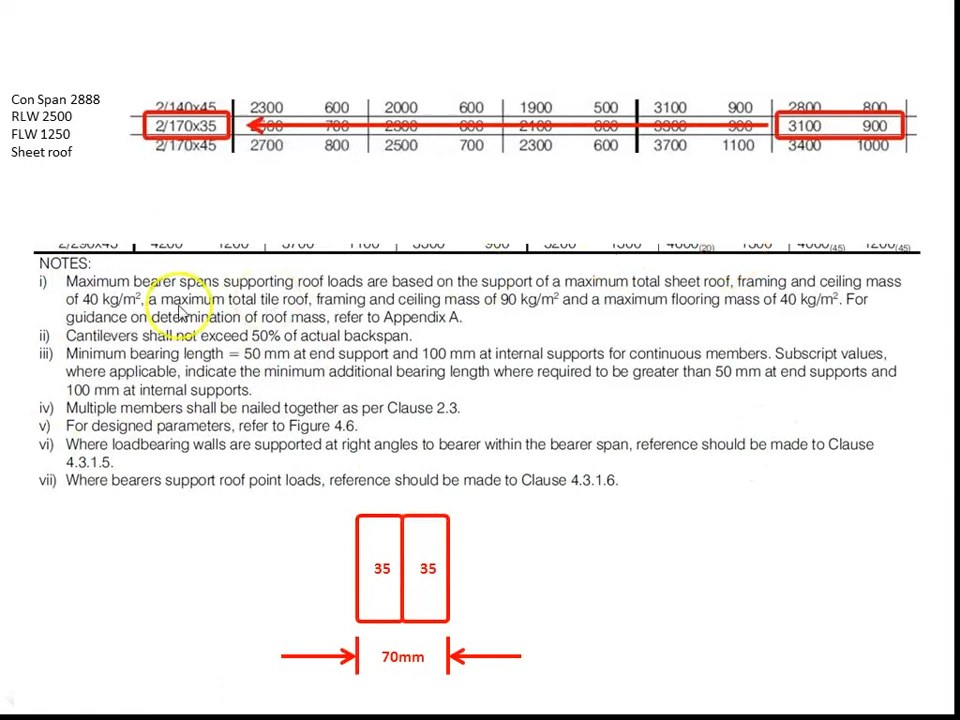 Con Span 2888
RLW 2500
FLW 1250
Sheet roof
2/140x45 2300 600 2000 600 1900 500 3100 900 2800 800
2/170x35 3100 900
2/170x45 2700 800 2500 700 2300 600 3700 1100 3400 1000
NOTES:
i) Maximum bearer spans supporting roof loads are based on the support of a maximum total sheet roof, framing and ceiling mass
of 40 kg/m², a maximum total tile roof, framing and ceiling mass of 90 kg/m² and a maximum flooring mass of 40 kg/m². For
guidance on determination of roof mass, refer to Appendix A.
ii) Cantilevers shall not exceed 50% of actual backspan.
iii) Minimum bearing length = 50 mm at end support and 100 mm at internal supports for continuous members. Subscript values,
where applicable, indicate the minimum additional bearing length where required to be greater than 50 mm at end supports and
100 mm at internal supports.
iv) Multiple members shall be nailed together as per Clause 2.3.
v) For designed parameters, refer to Figure 4.6.
vi) Where loadbearing walls are supported at right angles to bearer within the bearer span, reference should be made to Clause
4.3.1.5.
vii) Where bearers support roof point loads, reference should be made to Clause 4.3.1.6.
35 35
70mm